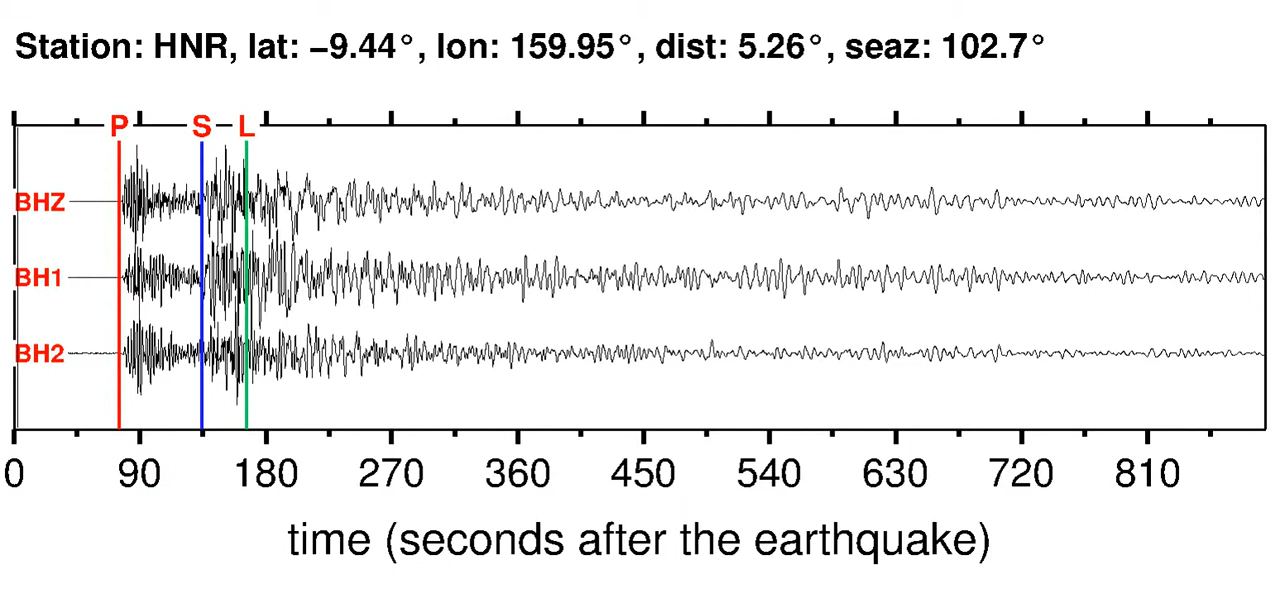 Station: HNR, lat: −9.44°, lon: 159.95°, dist: 5.26°, seaz: 102.7°
P S L
BHZ
BH1
BH2
0 90 180 270 360 450 540 630 720 810
time (seconds after the earthquake)